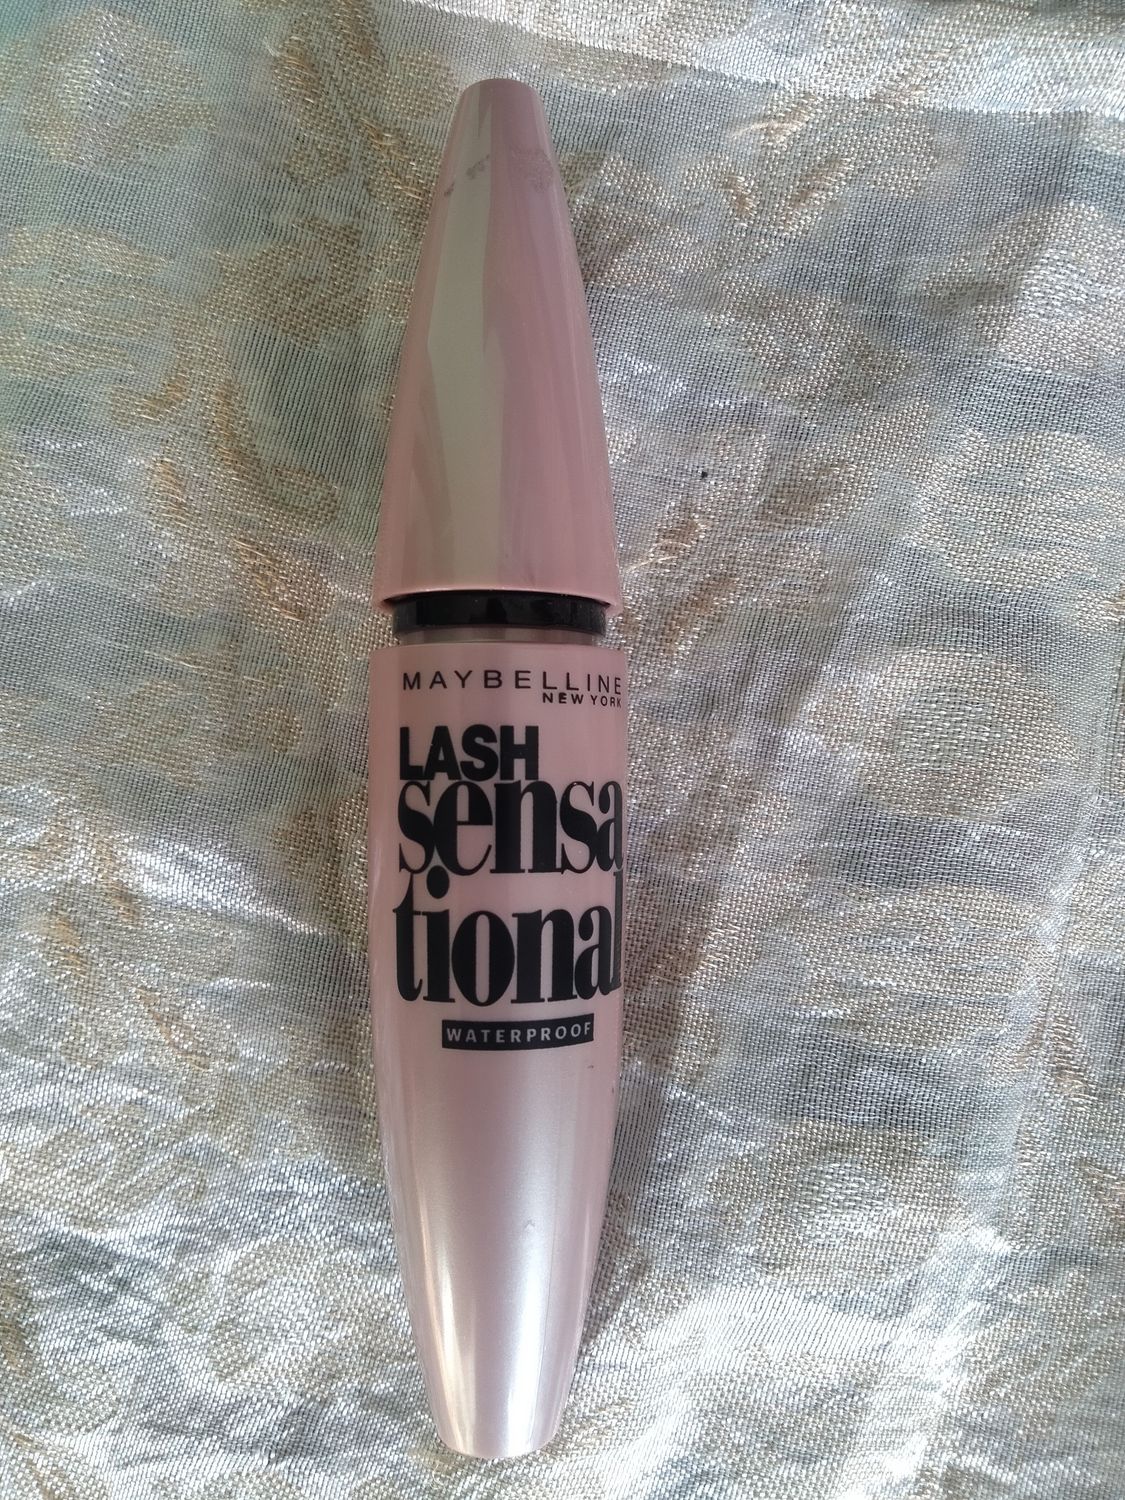 MAYBELLINE
NEW YORK
LASH
sensa
tional
WATERPROOF